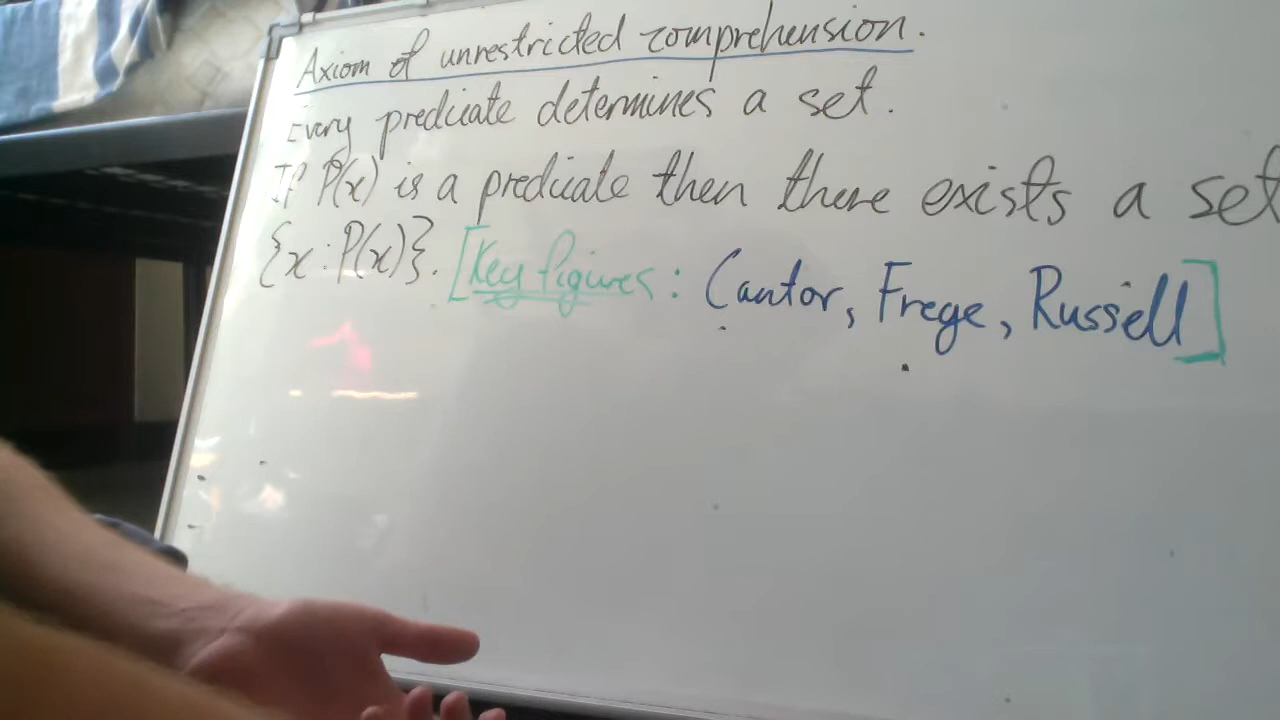 Axiom of unrestricted comprehension.
Every predicate determines a set.
If P(x) is a predicate then there exists a set
{x : P(x)}. [Key figures: Cantor, Frege, Russell]